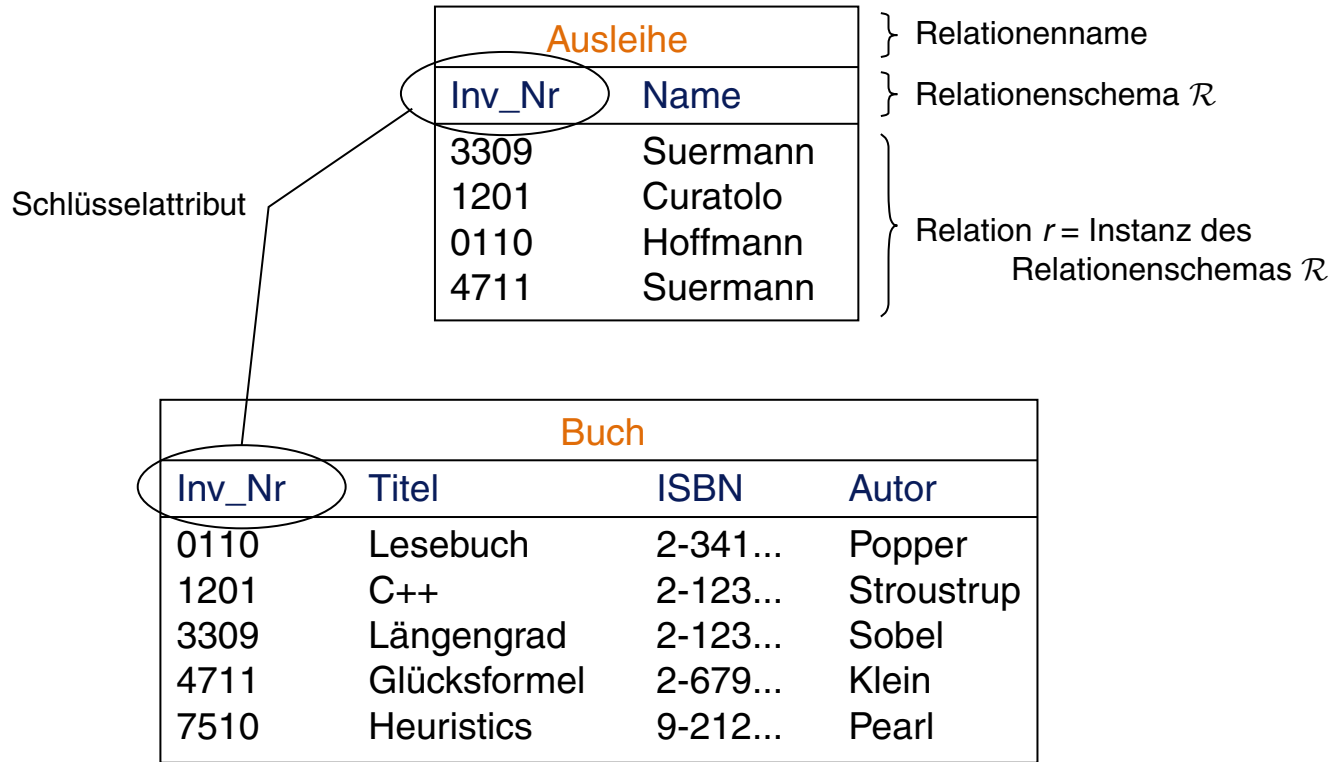 Ausleihe
Relationenname
Inv_Nr Name
Relationenschema ℛ
3309 Suermann
1201 Curatolo
0110 Hoffmann
4711 Suermann
Schlüsselattribut
Relation r = Instanz des
Relationenschemas ℛ
Buch
Inv_Nr Titel ISBN Autor
0110 Lesebuch 2-341... Popper
1201 C++ 2-123... Stroustrup
3309 Längengrad 2-123... Sobel
4711 Glücksformel 2-679... Klein
7510 Heuristics 9-212... Pearl